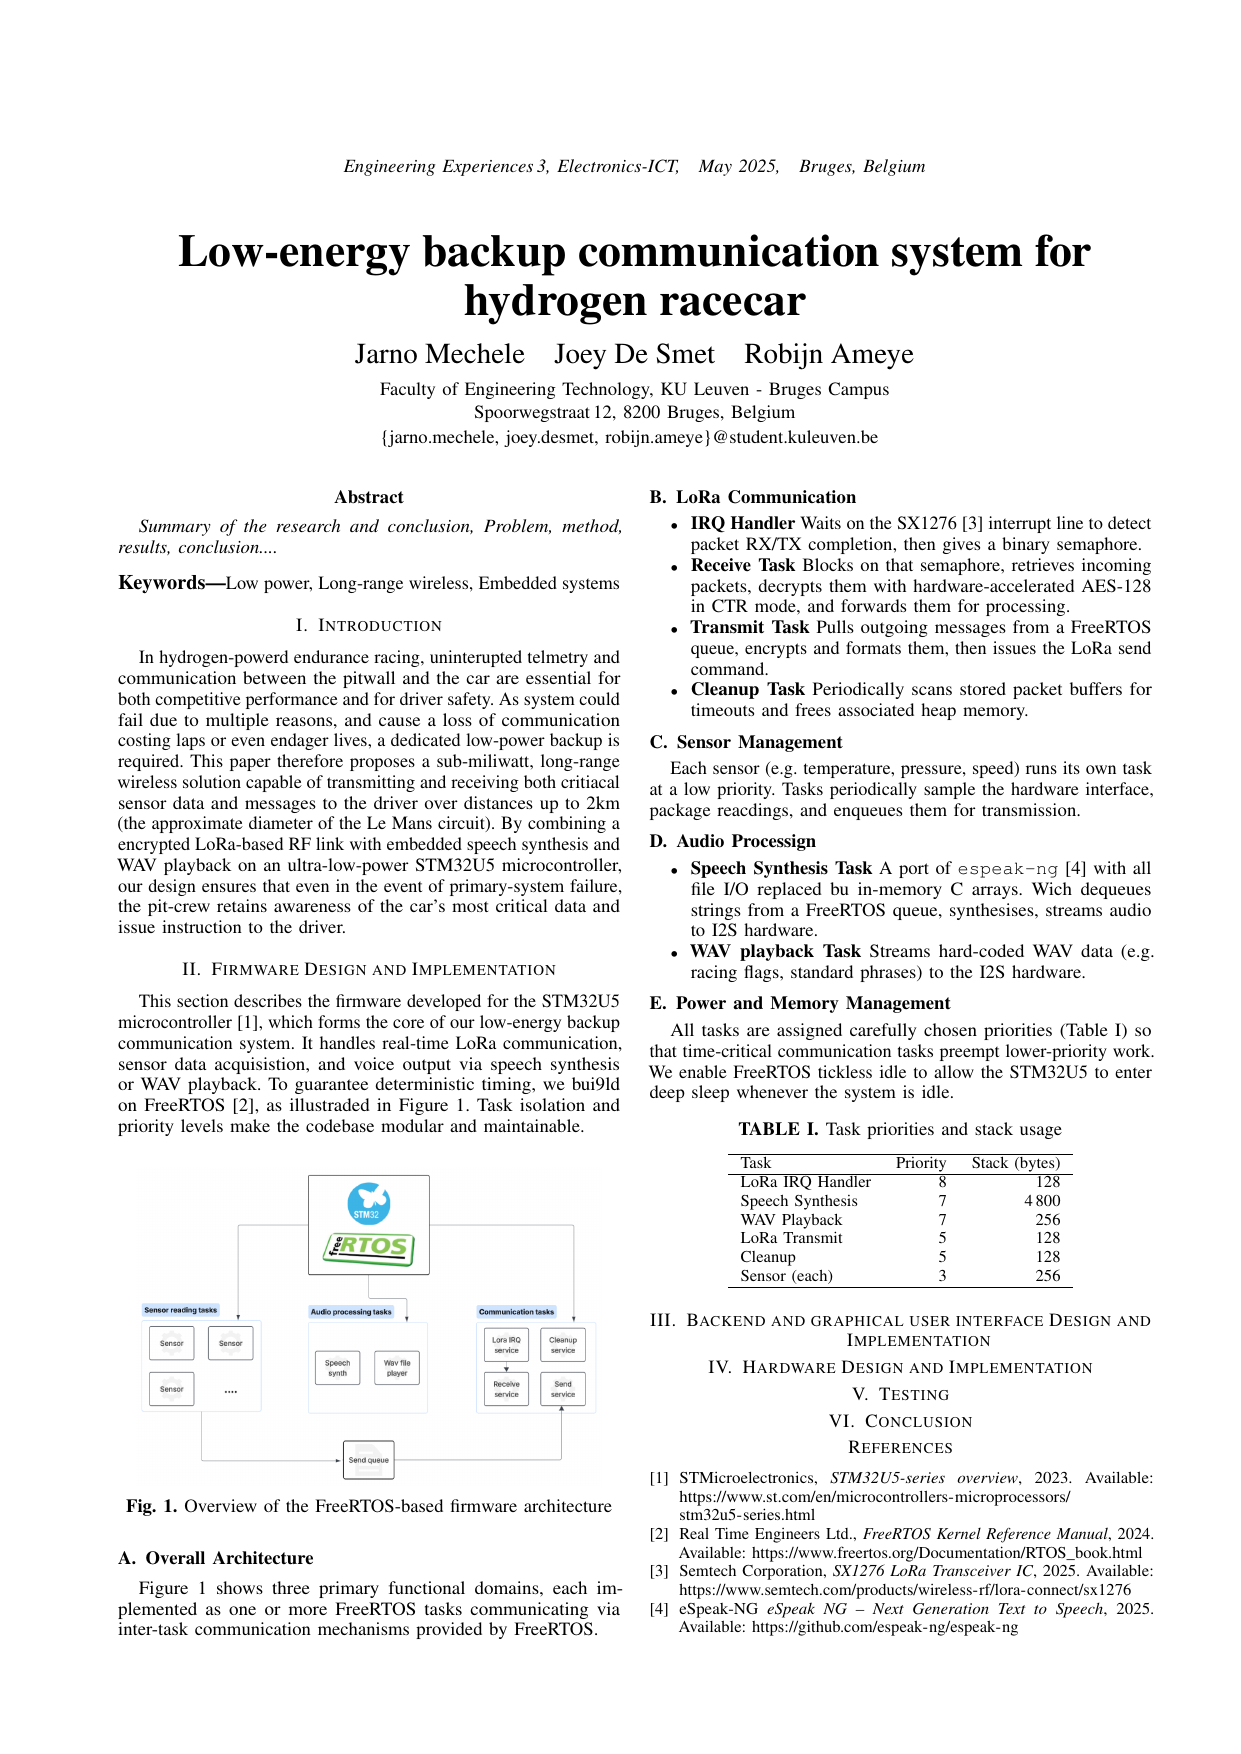 Engineering Experiences 3, Electronics-ICT, May 2025, Bruges, Belgium
Low-energy backup communication system for
hydrogen racecar
Jarno Mechele Joey De Smet Robijn Ameye
Faculty of Engineering Technology, KU Leuven - Bruges Campus
Spoorwegstraat 12, 8200 Bruges, Belgium
{jarno.mechele, joey.desmet, robijn.ameye}@student.kuleuven.be
Abstract
Summary of the research and conclusion, Problem, method,
results, conclusion....
Keywords—Low power, Long-range wireless, Embedded systems
I. INTRODUCTION
In hydrogen-powerd endurance racing, uninterupted telmetry and
communication between the pitwall and the car are essential for
both competitive performance and for driver safety. As system could
fail due to multiple reasons, and cause a loss of communication
costing laps or even endager lives, a dedicated low-power backup is
required. This paper therefore proposes a sub-miliwatt, long-range
wireless solution capable of transmitting and receiving both critiacal
sensor data and messages to the driver over distances up to 2km
(the approximate diameter of the Le Mans circuit). By combining a
encrypted LoRa-based RF link with embedded speech synthesis and
WAV playback on an ultra-low-power STM32U5 microcontroller,
our design ensures that even in the event of primary-system failure,
the pit-crew retains awareness of the car's most critical data and
issue instruction to the driver.
II. FIRMWARE DESIGN AND IMPLEMENTATION
This section describes the firmware developed for the STM32U5
microcontroller [1], which forms the core of our low-energy backup
communication system. It handles real-time LoRa communication,
sensor data acquisistion, and voice output via speech synthesis
or WAV playback. To guarantee deterministic timing, we bui9ld
on FreeRTOS [2], as illustraded in Figure 1. Task isolation and
priority levels make the codebase modular and maintainable.
STM32
free RTOS
Sensor reading tasks
Audio processing tasks
Communication tasks
Sensor Sensor
Sensor ....
Speech
synth
Wav file
player
Lora IRQ
service
Cleanup
service
Receive
service
Send
service
Send queue
Fig. 1. Overview of the FreeRTOS-based firmware architecture
A. Overall Architecture
Figure 1 shows three primary functional domains, each im-
plemented as one or more FreeRTOS tasks communicating via
inter-task communication mechanisms provided by FreeRTOS.
B. LoRa Communication
• IRQ Handler Waits on the SX1276 [3] interrupt line to detect
packet RX/TX completion, then gives a binary semaphore.
• Receive Task Blocks on that semaphore, retrieves incoming
packets, decrypts them with hardware-accelerated AES-128
in CTR mode, and forwards them for processing.
• Transmit Task Pulls outgoing messages from a FreeRTOS
queue, encrypts and formats them, then issues the LoRa send
command.
• Cleanup Task Periodically scans stored packet buffers for
timeouts and frees associated heap memory.
C. Sensor Management
Each sensor (e.g. temperature, pressure, speed) runs its own task
at a low priority. Tasks periodically sample the hardware interface,
package reacdings, and enqueues them for transmission.
D. Audio Processign
• Speech Synthesis Task A port of espeak-ng [4] with all
file I/O replaced bu in-memory C arrays. Wich dequeues
strings from a FreeRTOS queue, synthesises, streams audio
to I2S hardware.
• WAV playback Task Streams hard-coded WAV data (e.g.
racing flags, standard phrases) to the I2S hardware.
E. Power and Memory Management
All tasks are assigned carefully chosen priorities (Table I) so
that time-critical communication tasks preempt lower-priority work.
We enable FreeRTOS tickless idle to allow the STM32U5 to enter
deep sleep whenever the system is idle.
TABLE I. Task priorities and stack usage
Task Priority Stack (bytes)
LoRa IRQ Handler 8 128
Speech Synthesis 7 4 800
WAV Playback 7 256
LoRa Transmit 5 128
Cleanup 5 128
Sensor (each) 3 256
III. BACKEND AND GRAPHICAL USER INTERFACE DESIGN AND
IMPLEMENTATION
IV. HARDWARE DESIGN AND IMPLEMENTATION
V. TESTING
VI. CONCLUSION
REFERENCES
[1] STMicroelectronics, STM32U5-series overview, 2023. Available:
https://www.st.com/en/microcontrollers-microprocessors/
stm32u5-series.html
[2] Real Time Engineers Ltd., FreeRTOS Kernel Reference Manual, 2024.
Available: https://www.freertos.org/Documentation/RTOS_book.html
[3] Semtech Corporation, SX1276 LoRa Transceiver IC, 2025. Available:
https://www.semtech.com/products/wireless-rf/lora-connect/sx1276
[4] eSpeak-NG eSpeak NG – Next Generation Text to Speech, 2025.
Available: https://github.com/espeak-ng/espeak-ng